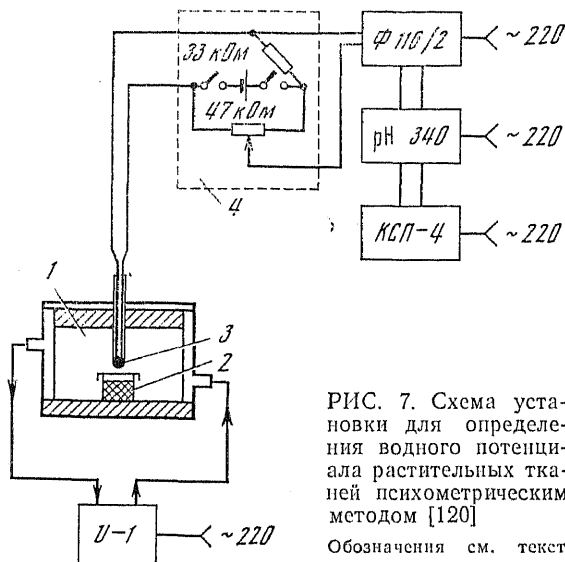 33 кОм
47 кОм
4
Ф 116/2
~220
рН 340
~220
КСП-4
~220
1
3
2
U-1
~220
РИС. 7. Схема уста-
новки для определе-
ния водного потенци-
ала растительных тка-
ней психометрическим
методом [120]
Обозначения см. текст